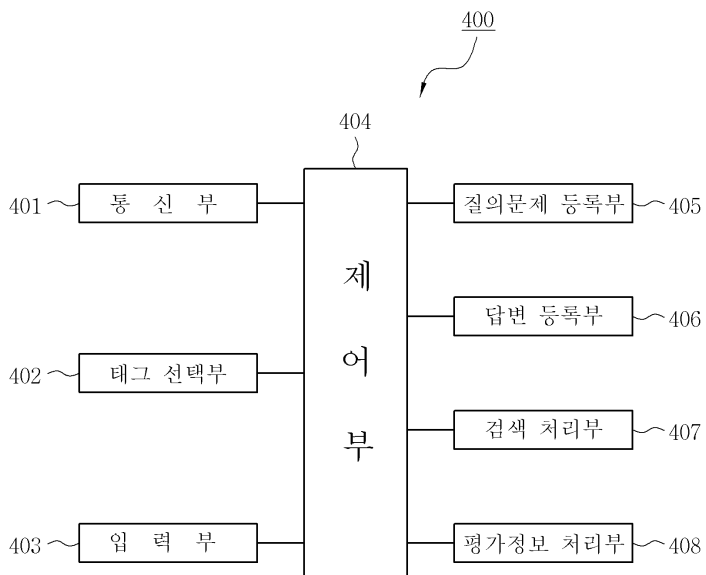 400
404
401 통 신 부
질의문제 등록부 405
제
어
부
답변 등록부 406
402 태그 선택부
검색 처리부 407
403 입 력 부
평가정보 처리부 408